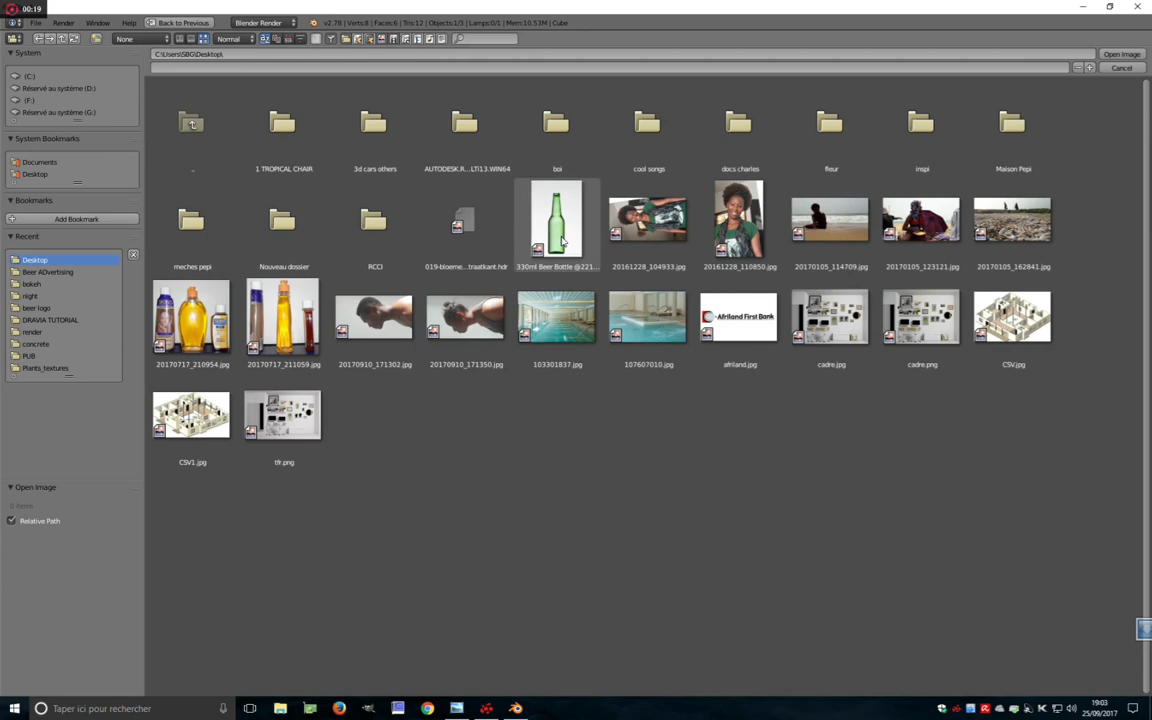 00:19
File Render Window Help Back to Previous Blender Render v2.78 | Verts:8 | Faces:6 | Tris:12 | Objects:1/3 | Lamps:0/1 | Mem:10.53M | Cube
None Normal
System
C:\Users\SBG\Desktop\ Open Image
Cancel
(C:)
Réservé au système (D:)
(F:)
Réservé au système (G:)
System Bookmarks
Documents
Desktop
Bookmarks
Add Bookmark
Recent
Desktop
Beer ADvertising
bokeh
night
beer logo
DRAVIA TUTORIAL
render
concrete
PUB
Plants_textures
Open Image
0 items
Relative Path
.. 1 TROPICAL CHAIR 3d cars others AUTODESK.R...LTi13.WIN64 boi cool songs docs charles fleur inspi Maison Pepi
meches pepi Nouveau dossier RCCI 019-bloeme...traatkant.hdr 330ml Beer Bottle @221... 20161228_104933.jpg 20161228_110850.jpg 20170105_114709.jpg 20170105_123121.jpg 20170105_162841.jpg
Afriland First Bank
20170717_210954.jpg 20170717_211059.jpg 20170910_171302.jpg 20170910_171350.jpg 103301837.jpg 107607010.jpg afriland.jpg cadre.jpg cadre.png CSV.jpg
CSV1.jpg tfr.png
Taper ici pour rechercher
19:03
25/09/2017